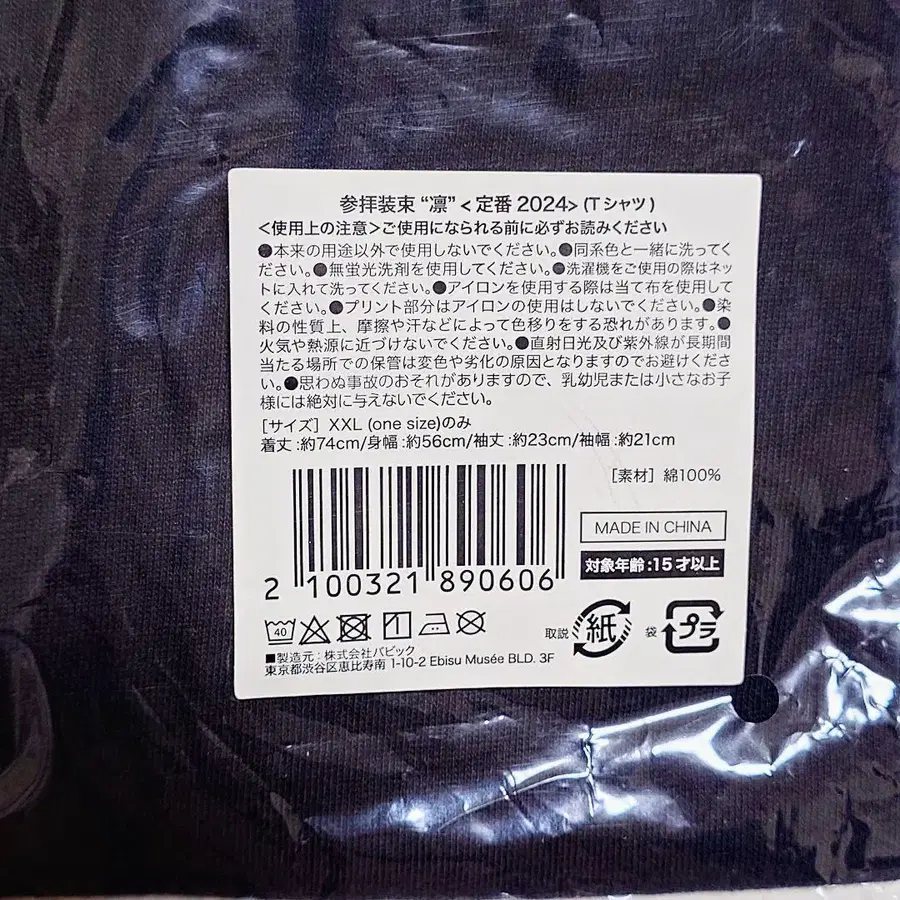 参拝装束 “凛” <定番 2024> (Tシャツ)
<使用上の注意>ご使用になられる前に必ずお読みください
●本来の用途以外で使用しないでください。●同系色と一緒に洗ってく
ださい。●無蛍光洗剤を使用してください。●洗濯機をご使用の際はネッ
トに入れて洗ってください。●アイロンを使用する際は当て布を使用して
ください。●プリント部分はアイロンの使用はしないでください。●染
料の性質上、摩擦や汗などによって色移りをする恐れがあります。●
火気や熱源に近づけないでください。●直射日光及び紫外線が長期間
当たる場所での保管は変色や劣化の原因となりますのでお避けくださ
い。●思わぬ事故のおそれがありますので、乳幼児または小さなお子
様には絶対に与えないでください。
[サイズ] XXL (one size)のみ
着丈:約74cm/身幅:約56cm/袖丈:約23cm/袖幅:約21cm
[素材] 綿100%
MADE IN CHINA
対象年齢:15才以上
2 100321 890606
40
取説 紙 袋 プラ
■製造元:株式会社バビック
東京都渋谷区恵比寿南 1-10-2 Ebisu Musée BLD. 3F